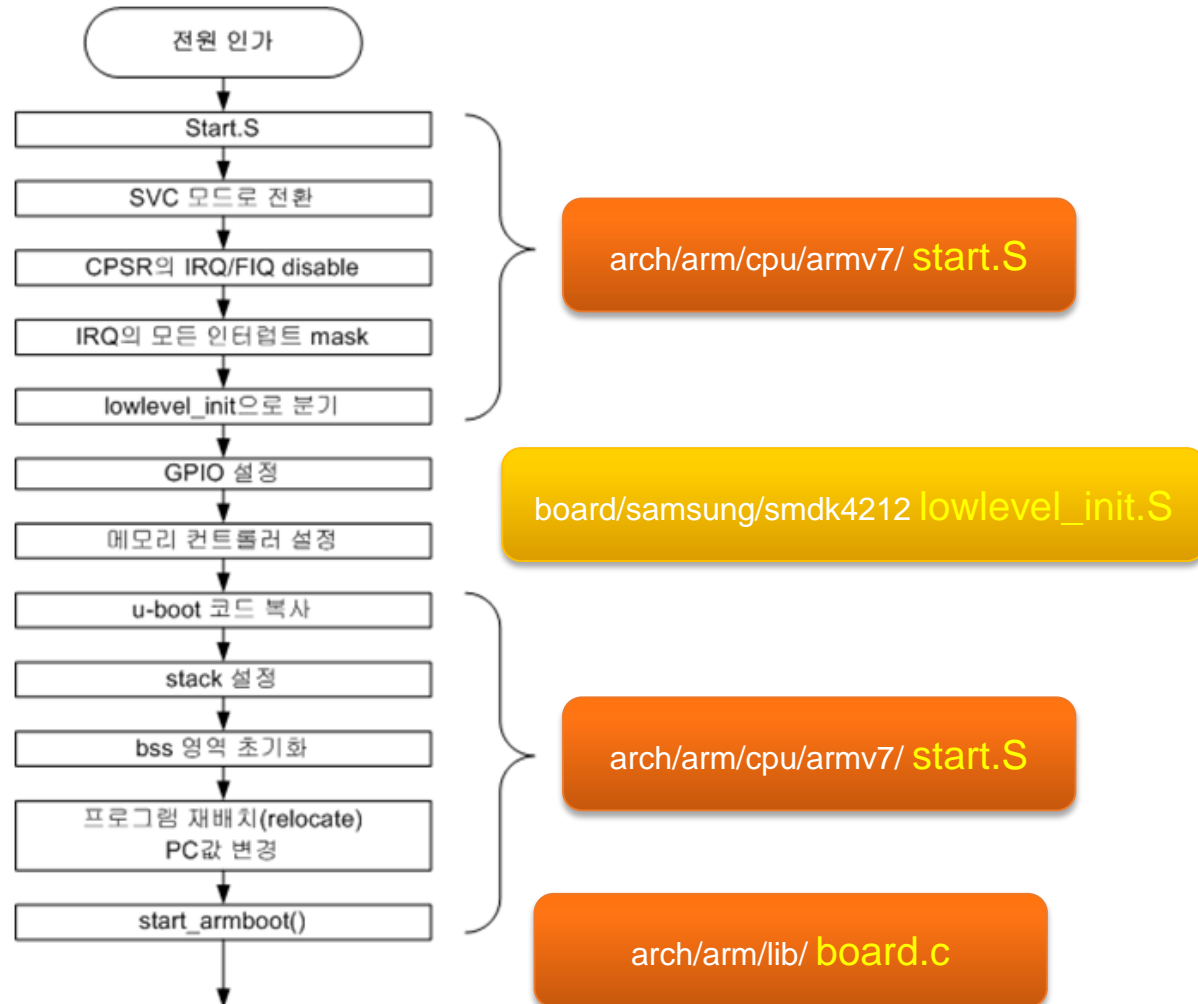 전원 인가
Start.S
SVC 모드로 전환
CPSR의 IRQ/FIQ disable
IRQ의 모든 인터럽트 mask
lowlevel_init으로 분기
arch/arm/cpu/armv7/ start.S
GPIO 설정
메모리 컨트롤러 설정
board/samsung/smdk4212 lowlevel_init.S
u-boot 코드 복사
stack 설정
bss 영역 초기화
프로그램 재배치(relocate)
PC값 변경
start_armboot()
arch/arm/cpu/armv7/ start.S
arch/arm/lib/ board.c